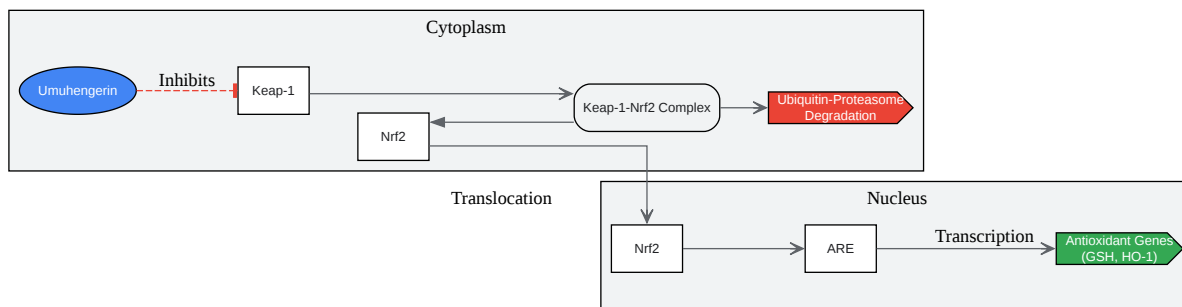 Cytoplasm
Umuhengerin
Inhibits
Keap-1
Keap-1-Nrf2 Complex
Ubiquitin-Proteasome
Degradation
Nrf2
Translocation
Nucleus
Nrf2
ARE
Transcription
Antioxidant Genes
(GSH, HO-1)